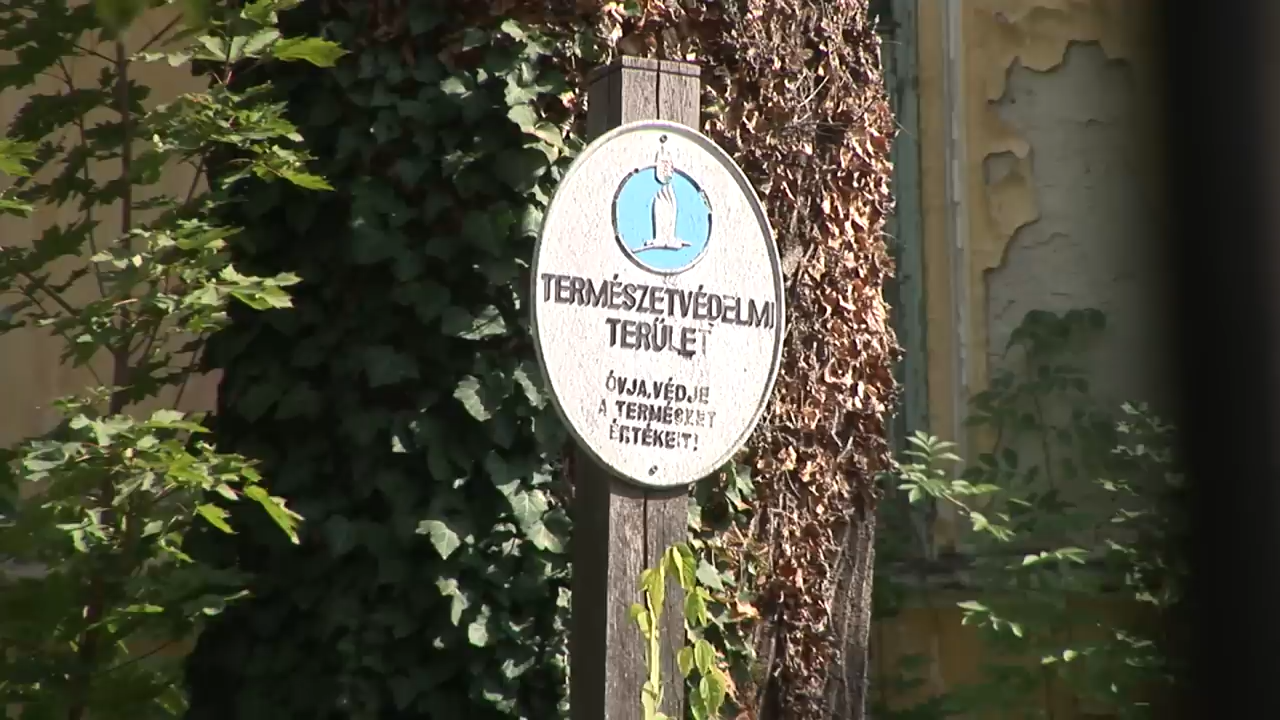 TERMÉSZETVÉDELMI
TERÜLET
ÓVJA,VÉDJE
A TERMÉSZET
ÉRTÉKEIT!